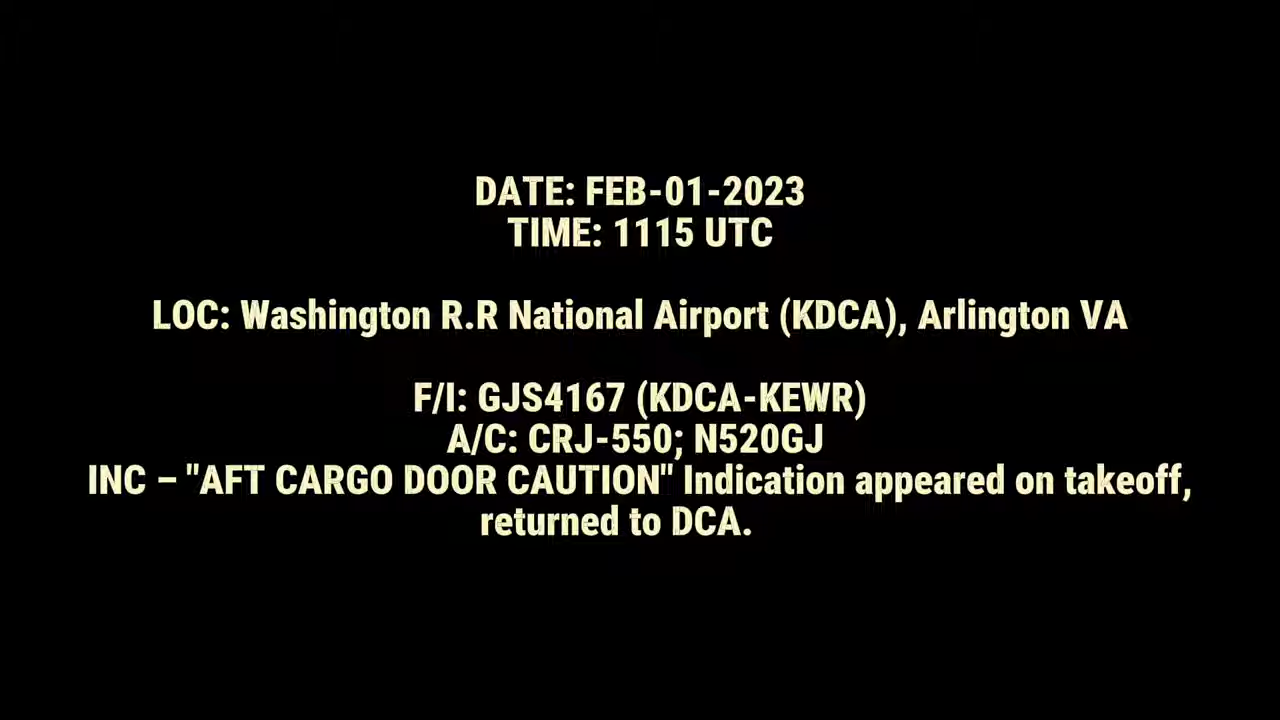 DATE: FEB-01-2023
TIME: 1115 UTC
LOC: Washington R.R National Airport (KDCA), Arlington VA
F/I: GJS4167 (KDCA-KEWR)
A/C: CRJ-550; N520GJ
INC – "AFT CARGO DOOR CAUTION" Indication appeared on takeoff,
returned to DCA.